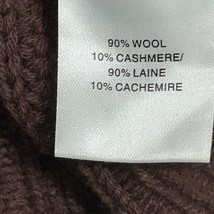 90% WOOL
10% CASHMERE/
90% LAINE
10% CACHEMIRE